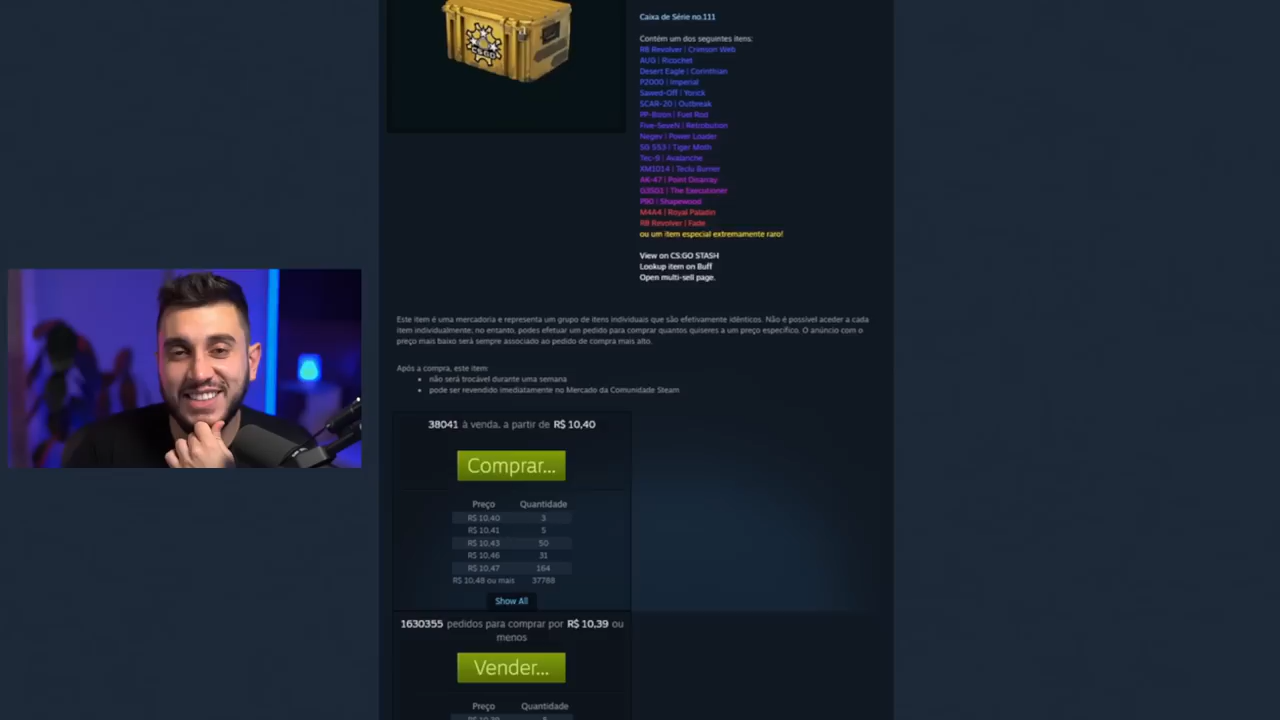 CS:GO
Caixa de Série no.111
Contém um dos seguintes itens:
R8 Revolver | Crimson Web
AUG | Ricochet
Desert Eagle | Corinthian
P2000 | Imperial
Sawed-Off | Yorick
SCAR-20 | Outbreak
PP-Bizon | Fuel Rod
Five-SeveN | Retrobution
Negev | Power Loader
SG 553 | Tiger Moth
Tec-9 | Avalanche
XM1014 | Teclu Burner
AK-47 | Point Disarray
G3SG1 | The Executioner
P90 | Shapewood
M4A4 | Royal Paladin
R8 Revolver | Fade
ou um item especial extremamente raro!
View on CS:GO STASH
Lookup item on Buff
Open multi-sell page.
Este item é uma mercadoria e representa um grupo de itens individuais que são efetivamente idênticos. Não é possível aceder a cada
item individualmente; no entanto, podes efetuar um pedido para comprar quantos quiseres a um preço específico. O anúncio com o
preço mais baixo será sempre associado ao pedido de compra mais alto.
Após a compra, este item:
• não será trocável durante uma semana
• pode ser revendido imediatamente no Mercado da Comunidade Steam
38041 à venda, a partir de R$ 10,40
Comprar...
Preço Quantidade
R$ 10,40 3
R$ 10,41 5
R$ 10,43 50
R$ 10,46 31
R$ 10,47 164
R$ 10,48 ou mais 37788
Show All
1630355 pedidos para comprar por R$ 10,39 ou
menos
Vender...
Preço Quantidade
R$ 10,39 5